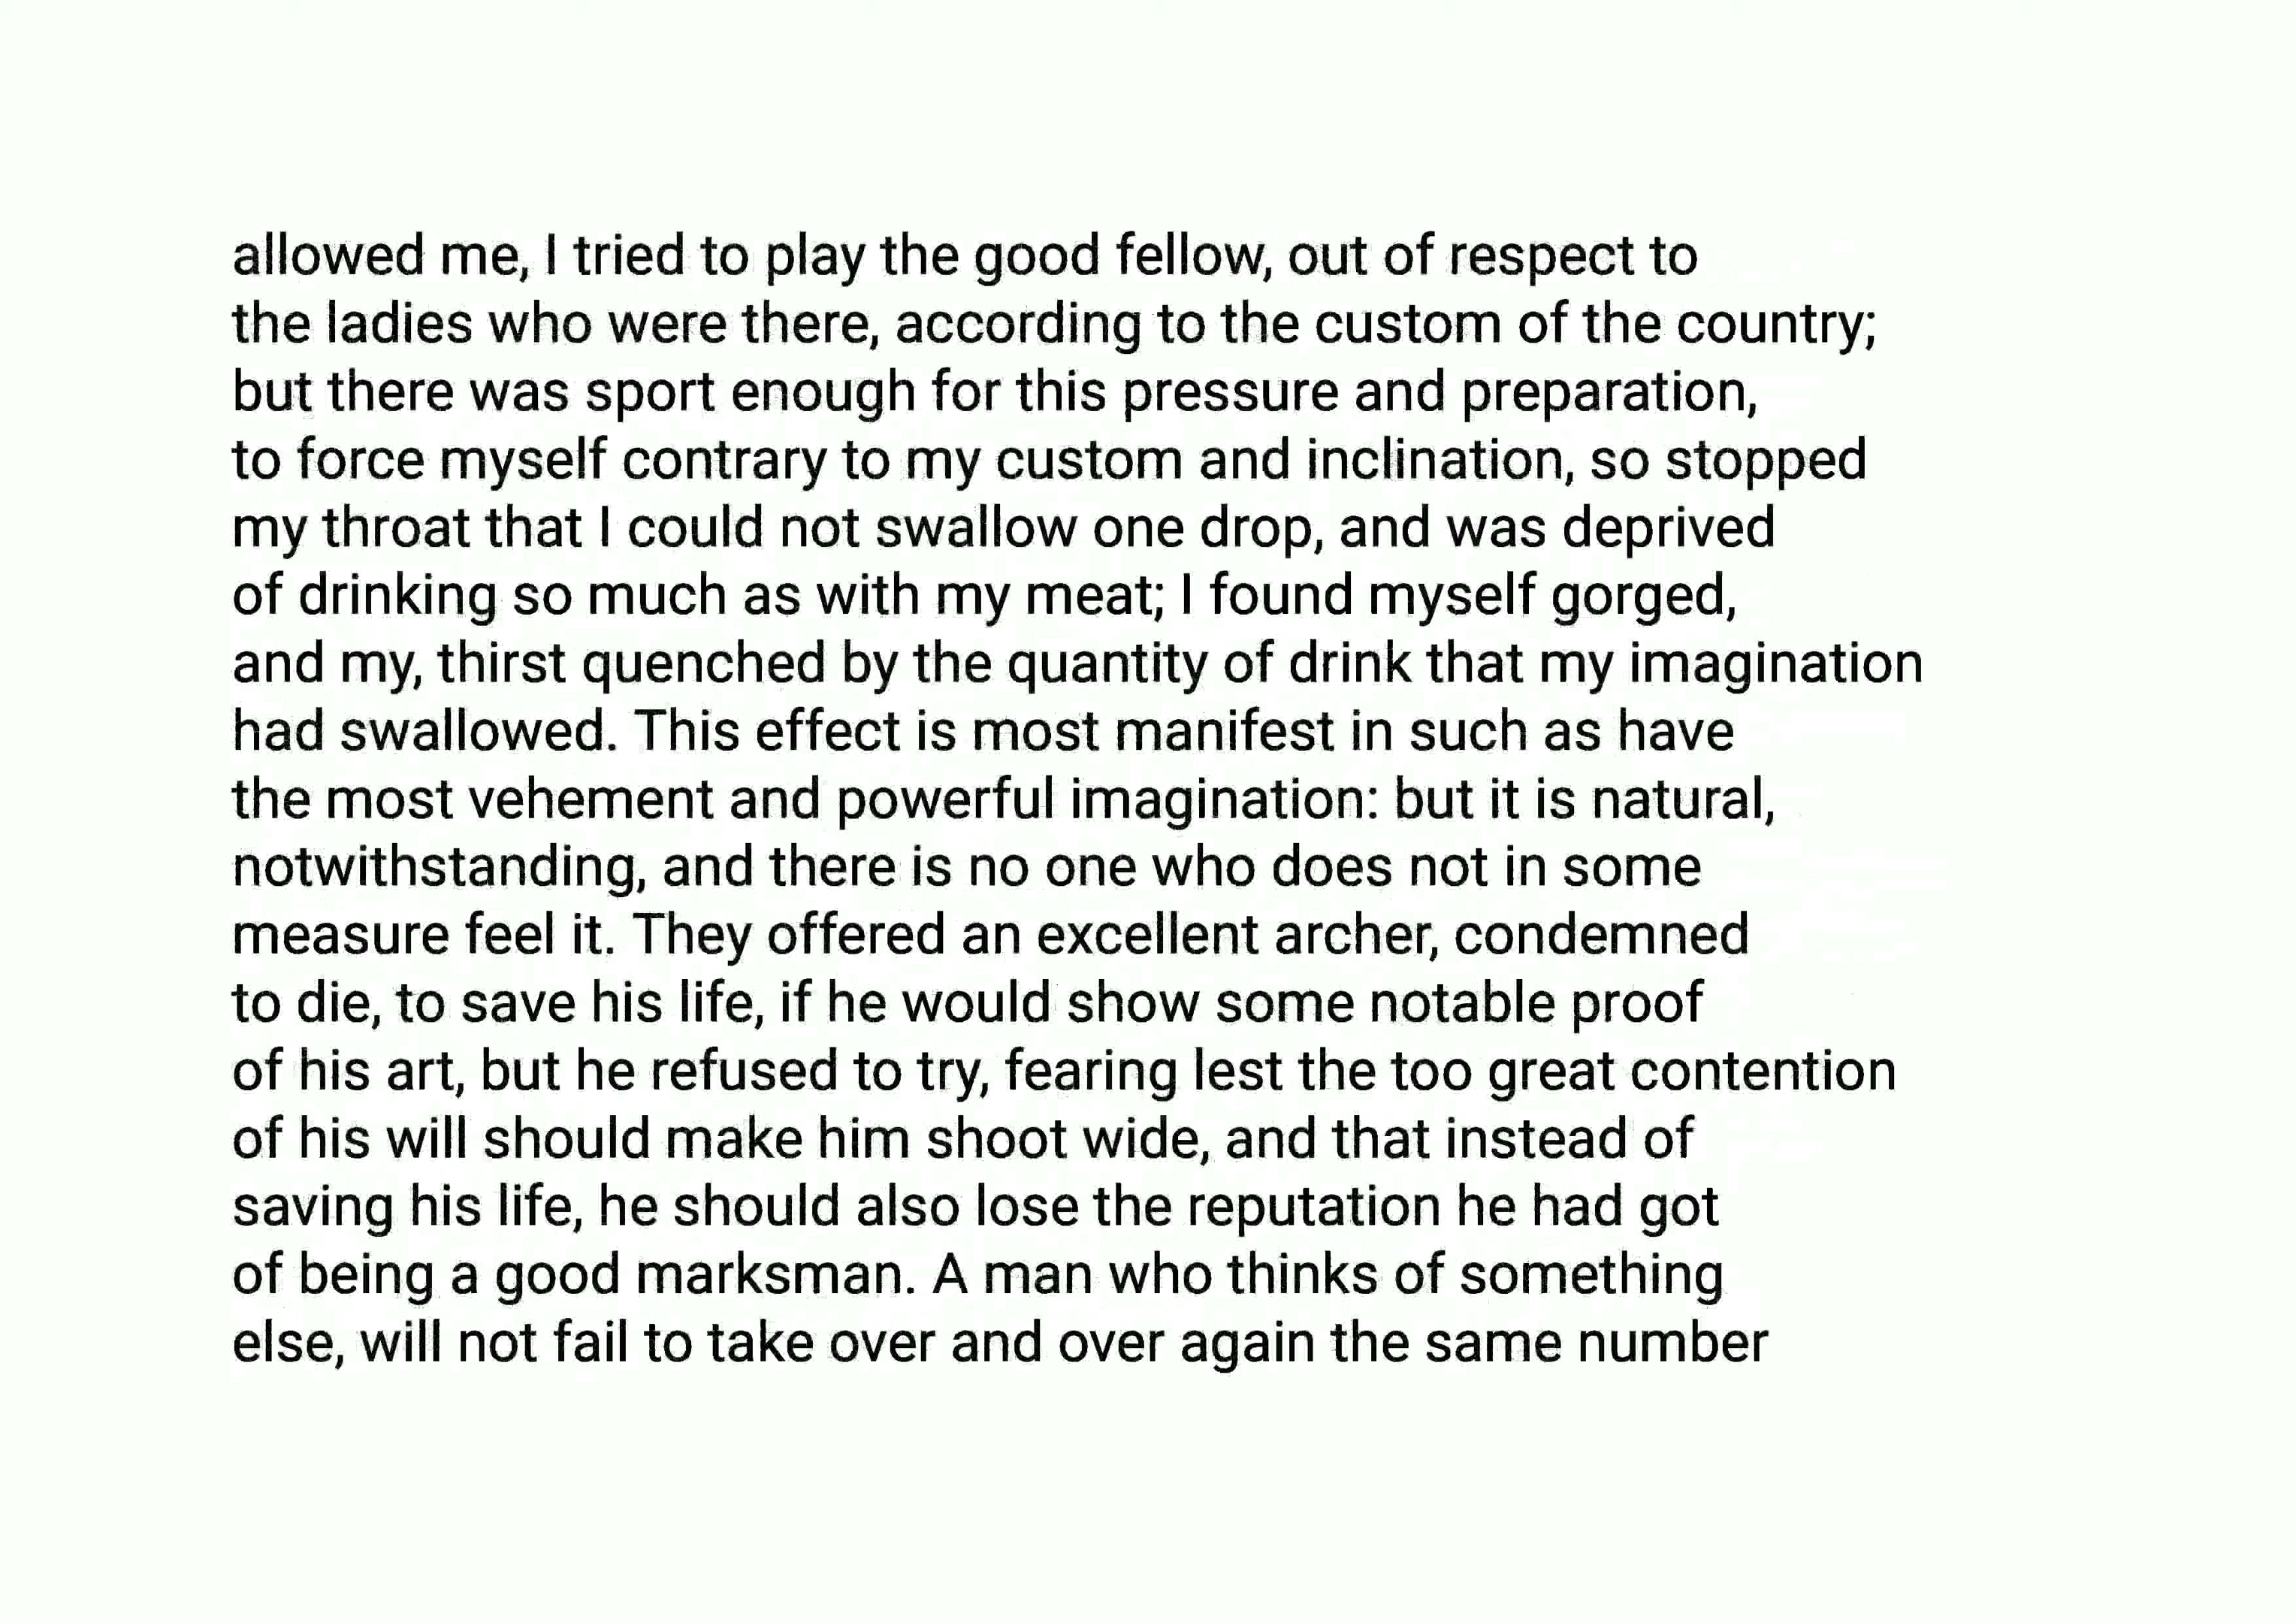 allowed me, I tried to play the good fellow, out of respect to
the ladies who were there, according to the custom of the country;
but there was sport enough for this pressure and preparation,
to force myself contrary to my custom and inclination, so stopped
my throat that I could not swallow one drop, and was deprived
of drinking so much as with my meat; I found myself gorged,
and my, thirst quenched by the quantity of drink that my imagination
had swallowed. This effect is most manifest in such as have
the most vehement and powerful imagination: but it is natural,
notwithstanding, and there is no one who does not in some
measure feel it. They offered an excellent archer, condemned
to die, to save his life, if he would show some notable proof
of his art, but he refused to try, fearing lest the too great contention
of his will should make him shoot wide, and that instead of
saving his life, he should also lose the reputation he had got
of being a good marksman. A man who thinks of something
else, will not fail to take over and over again the same number